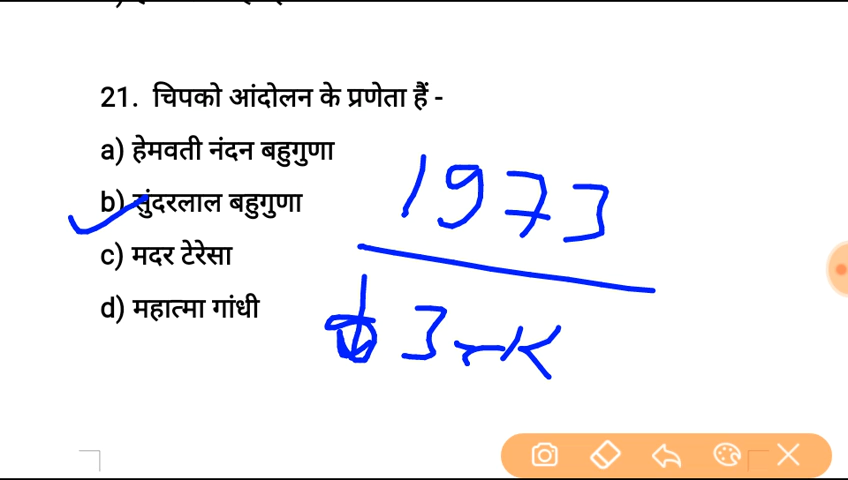 21. चिपको आंदोलन के प्रणेता हैं -
a) हेमवती नंदन बहुगुणा
b) सुंदरलाल बहुगुणा
c) मदर टेरेसा
d) महात्मा गांधी
1973